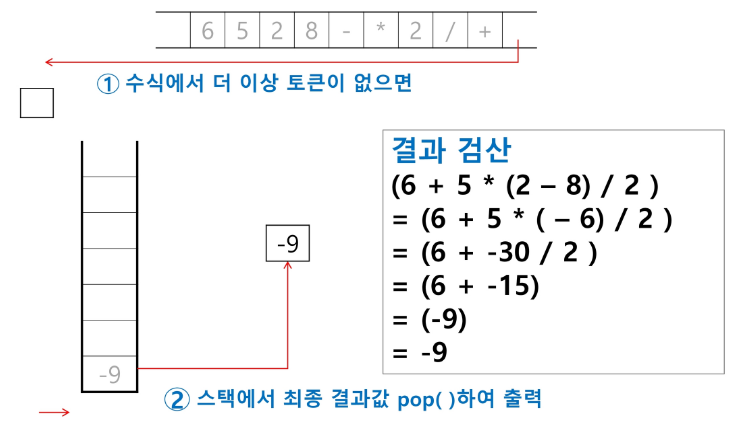 6 5 2 8 - * 2 / +
① 수식에서 더 이상 토큰이 없으면
결과 검산
(6 + 5 * (2 – 8) / 2 )
= (6 + 5 * ( – 6) / 2 )
= (6 + -30 / 2 )
= (6 + -15)
= (-9)
= -9
-9
-9
② 스택에서 최종 결과값 pop( )하여 출력